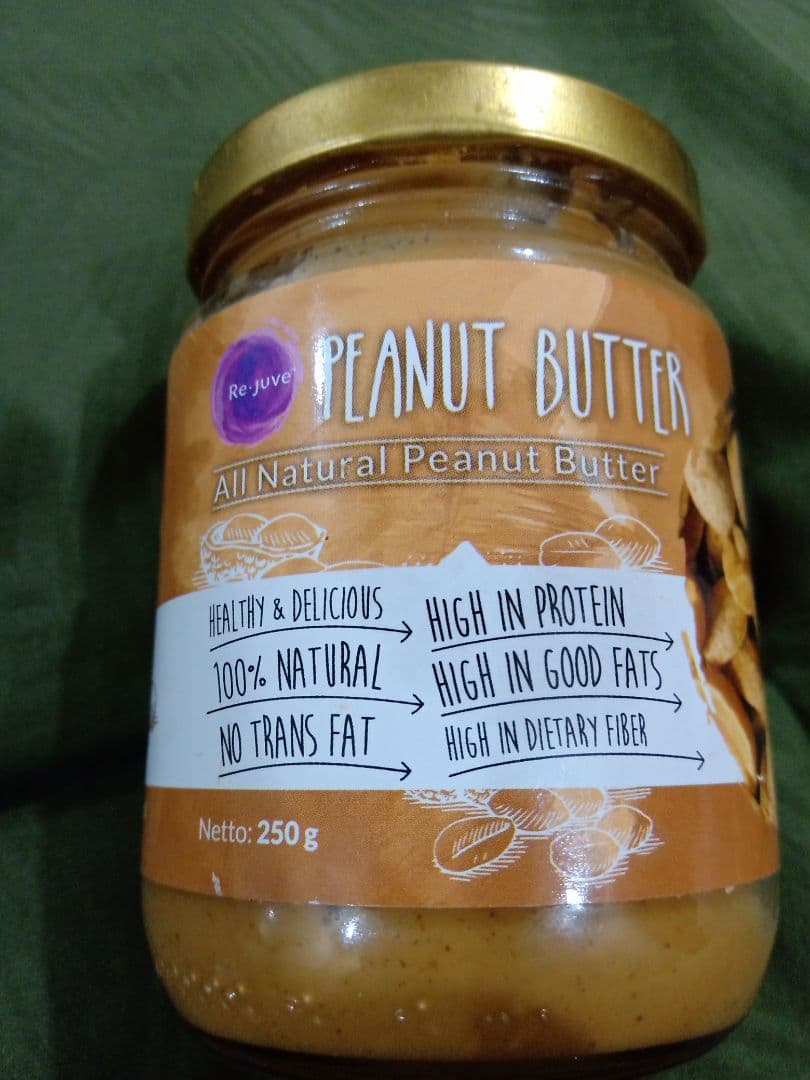 Re·juve
PEANUT BUTTER
All Natural Peanut Butter
HEALTHY & DELICIOUS
100% NATURAL
NO TRANS FAT
HIGH IN PROTEIN
HIGH IN GOOD FATS
HIGH IN DIETARY FIBER
Netto: 250 g